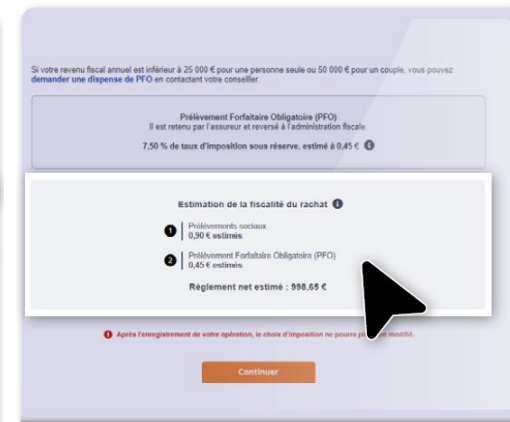 Si votre revenu fiscal annuel est inférieur à 25 000 € pour une personne seule ou 50 000 € pour un couple, vous pouvez
demander une dispense de PFO en contactant votre conseiller.
Prélèvement Forfaitaire Obligatoire (PFO)
Il est retenu par l'assureur et reversé à l'administration fiscale.
7,50 % de taux d'imposition sous réserve, estimé à 0,45 € i
Estimation de la fiscalité du rachat i
1 Prélèvements sociaux
0,90 € estimés
2 Prélèvement Forfaitaire Obligatoire (PFO)
0,45 € estimés
Règlement net estimé : 998,65 €
! Après l'enregistrement de votre opération, le choix d'imposition ne pourra modifié.
Continuer